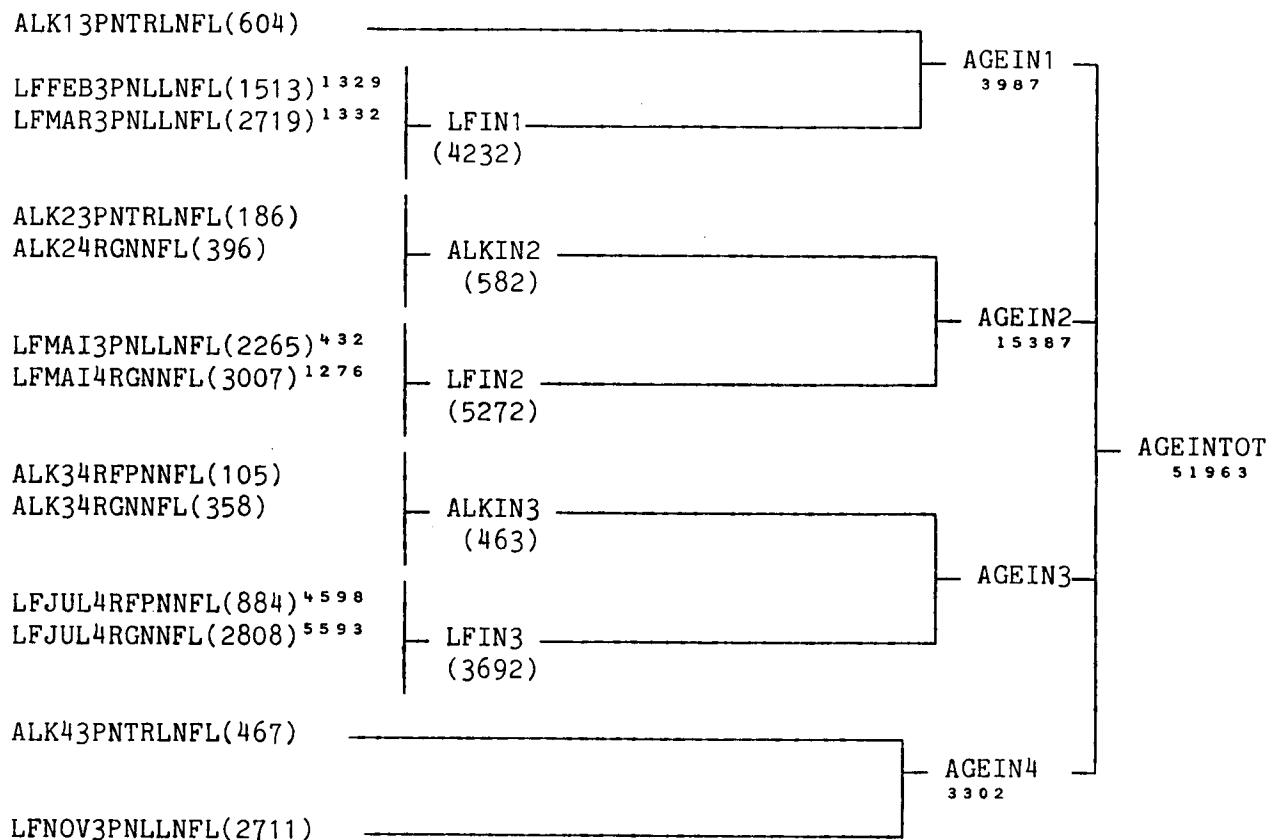 ALK13PNTRLNFL(604)
AGEIN1
3987
LFFEB3PNLLNFL(1513)¹³²⁹
LFMAR3PNLLNFL(2719)¹³³²
LFIN1
(4232)
ALK23PNTRLNFL(186)
ALK24RGNNFL(396)
ALKIN2
(582)
AGEIN2
15387
LFMAI3PNLLNFL(2265)⁴³²
LFMAI4RGNNFL(3007)¹²⁷⁶
LFIN2
(5272)
AGEINTOT
51963
ALK34RFPNNFL(105)
ALK34RGNNFL(358)
ALKIN3
(463)
AGEIN3
LFJUL4RFPNNFL(884)⁴⁵⁹⁸
LFJUL4RGNNFL(2808)⁵⁵⁹³
LFIN3
(3692)
ALK43PNTRLNFL(467)
AGEIN4
3302
LFNOV3PNLLNFL(2711)